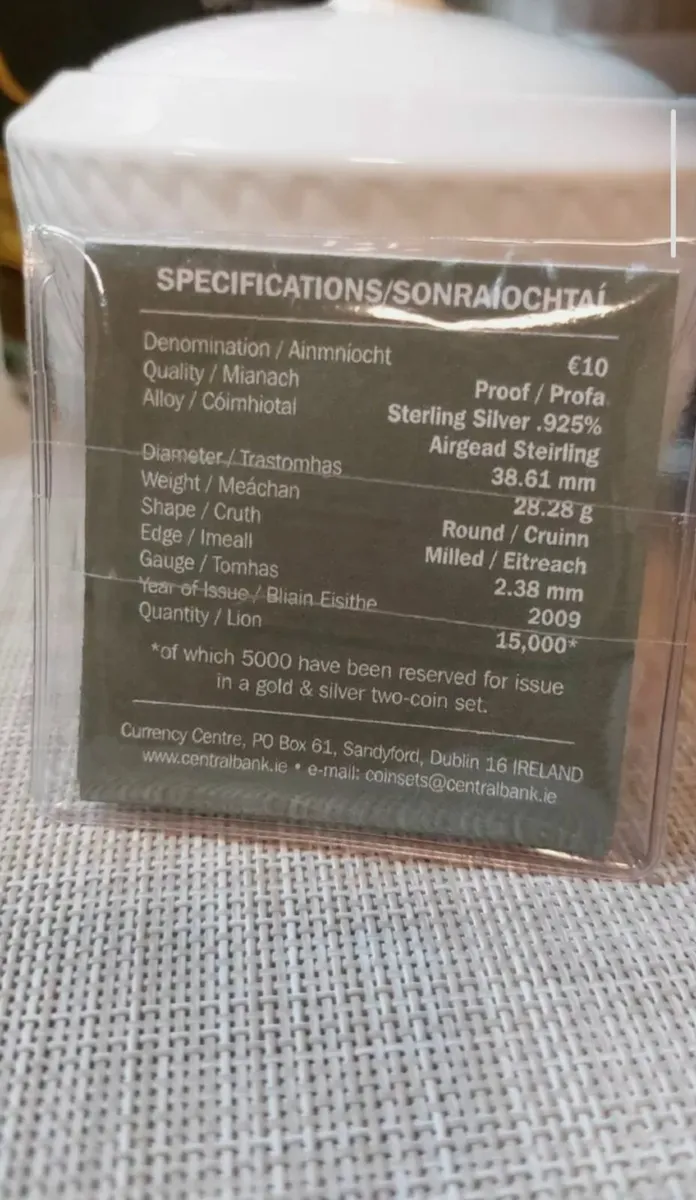 SPECIFICATIONS/SONRAÍOCHTAÍ
Denomination / Ainmníocht €10
Quality / Mianach Proof / Profa
Alloy / Cóimhiotal Sterling Silver .925%
Airgead Steirling
Diameter / Trastomhas 38.61 mm
Weight / Meáchan 28.28 g
Shape / Cruth Round / Cruinn
Edge / Imeall Milled / Eitreach
Gauge / Tomhas 2.38 mm
Year of Issue / Bliain Eisithe 2009
Quantity / Lion 15,000*
*of which 5000 have been reserved for issue
in a gold & silver two-coin set.
Currency Centre, PO Box 61, Sandyford, Dublin 16 IRELAND
www.centralbank.ie • e-mail: coinsets@centralbank.ie